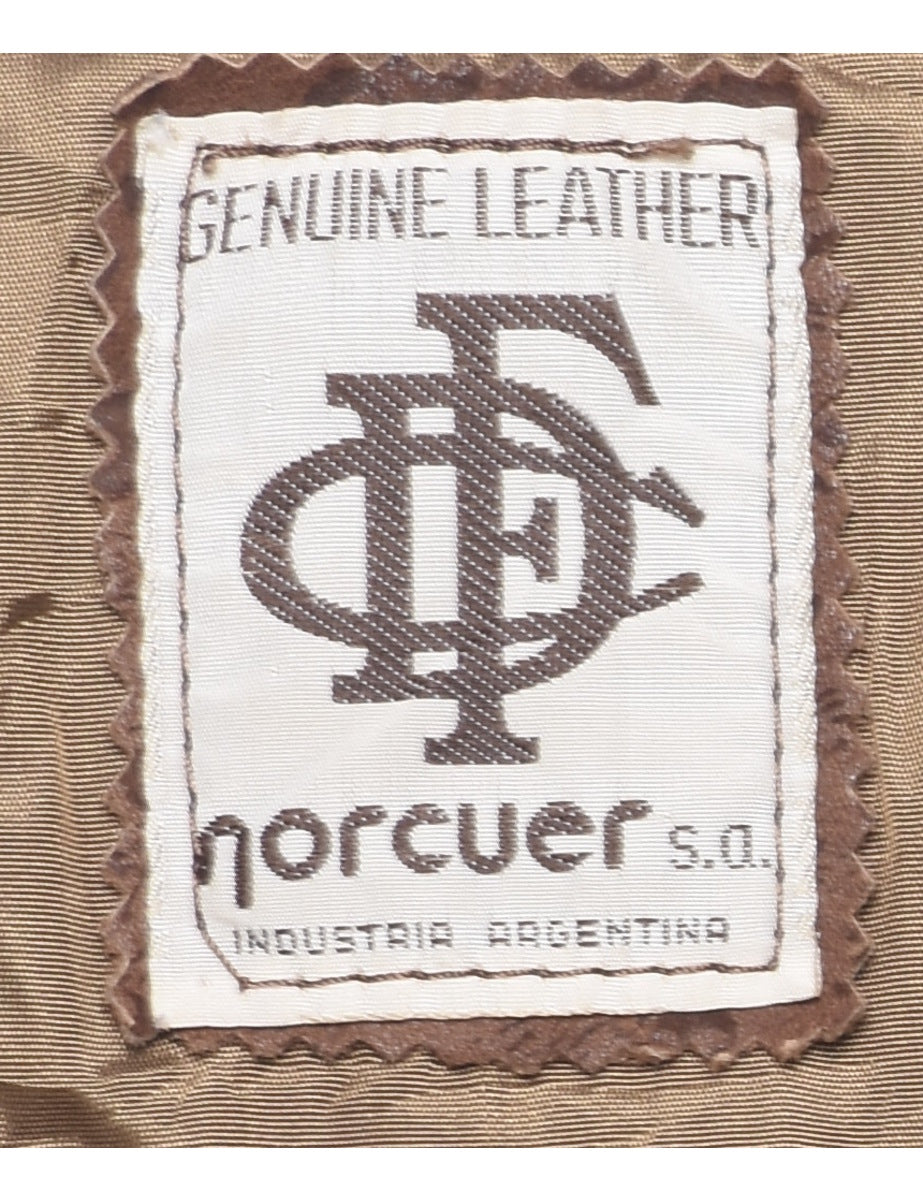 GENUINE LEATHER
norcuer s.a.
INDUSTRIA ARGENTINA